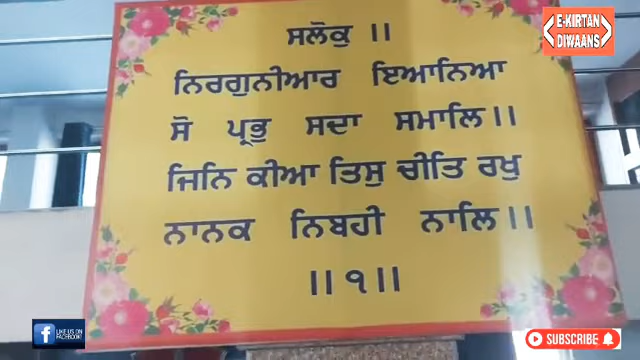 E-KIRTAN
DIWAANS
ਸਲੋਕੁ ।।
ਨਿਰਗੁਨੀਆਰ ਇਆਨਿਆ
ਸੋ ਪ੍ਰਭੁ ਸਦਾ ਸਮਾਲਿ।।
ਜਿਨਿ ਕੀਆ ਤਿਸੁ ਚੀਤਿ ਰਖੁ
ਨਾਨਕ ਨਿਬਹੀ ਨਾਲਿ।।
।।੧।।
f
LIKE US ON
FACEBOOK!
SUBSCRIBE